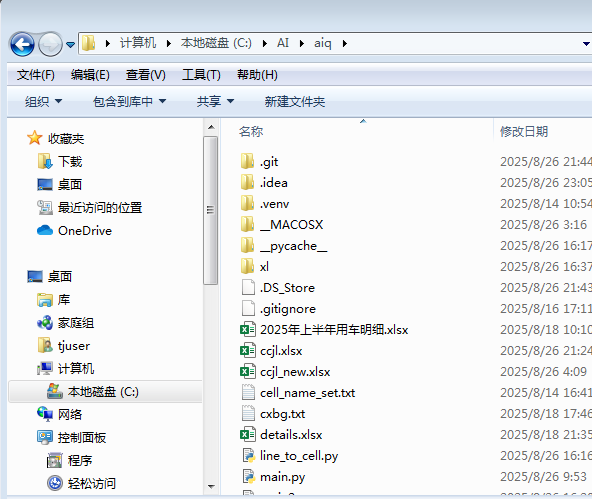 计算机 本地磁盘 (C:) AI aiq
文件(F) 编辑(E) 查看(V) 工具(T) 帮助(H)
组织 包含到库中 共享 新建文件夹
收藏夹
下载
桌面
最近访问的位置
OneDrive
桌面
库
家庭组
tjuser
计算机
本地磁盘 (C:)
网络
控制面板
程序
轻松访问
名称 修改日期
.git 2025/8/26 21:44
.idea 2025/8/26 23:05
.venv 2025/8/14 10:54
__MACOSX 2025/8/26 3:16
__pycache__ 2025/8/26 16:17
xl 2025/8/26 16:37
.DS_Store 2025/8/26 21:43
.gitignore 2025/8/16 17:11
2025年上半年用车明细.xlsx 2025/8/18 10:10
ccjl.xlsx 2025/8/26 21:24
ccjl_new.xlsx 2025/8/26 4:09
cell_name_set.txt 2025/8/14 16:41
cxbg.txt 2025/8/18 17:46
details.xlsx 2025/8/18 21:35
line_to_cell.py 2025/8/26 16:16
main.py 2025/8/26 9:53